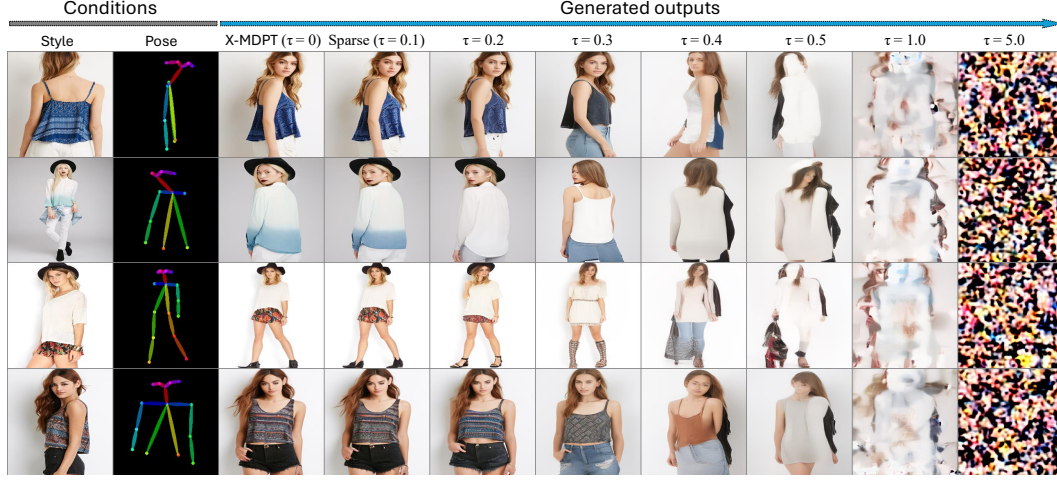 Conditions Generated outputs
Style Pose X-MDPT (τ = 0) Sparse (τ = 0.1) τ = 0.2 τ = 0.3 τ = 0.4 τ = 0.5 τ = 1.0 τ = 5.0